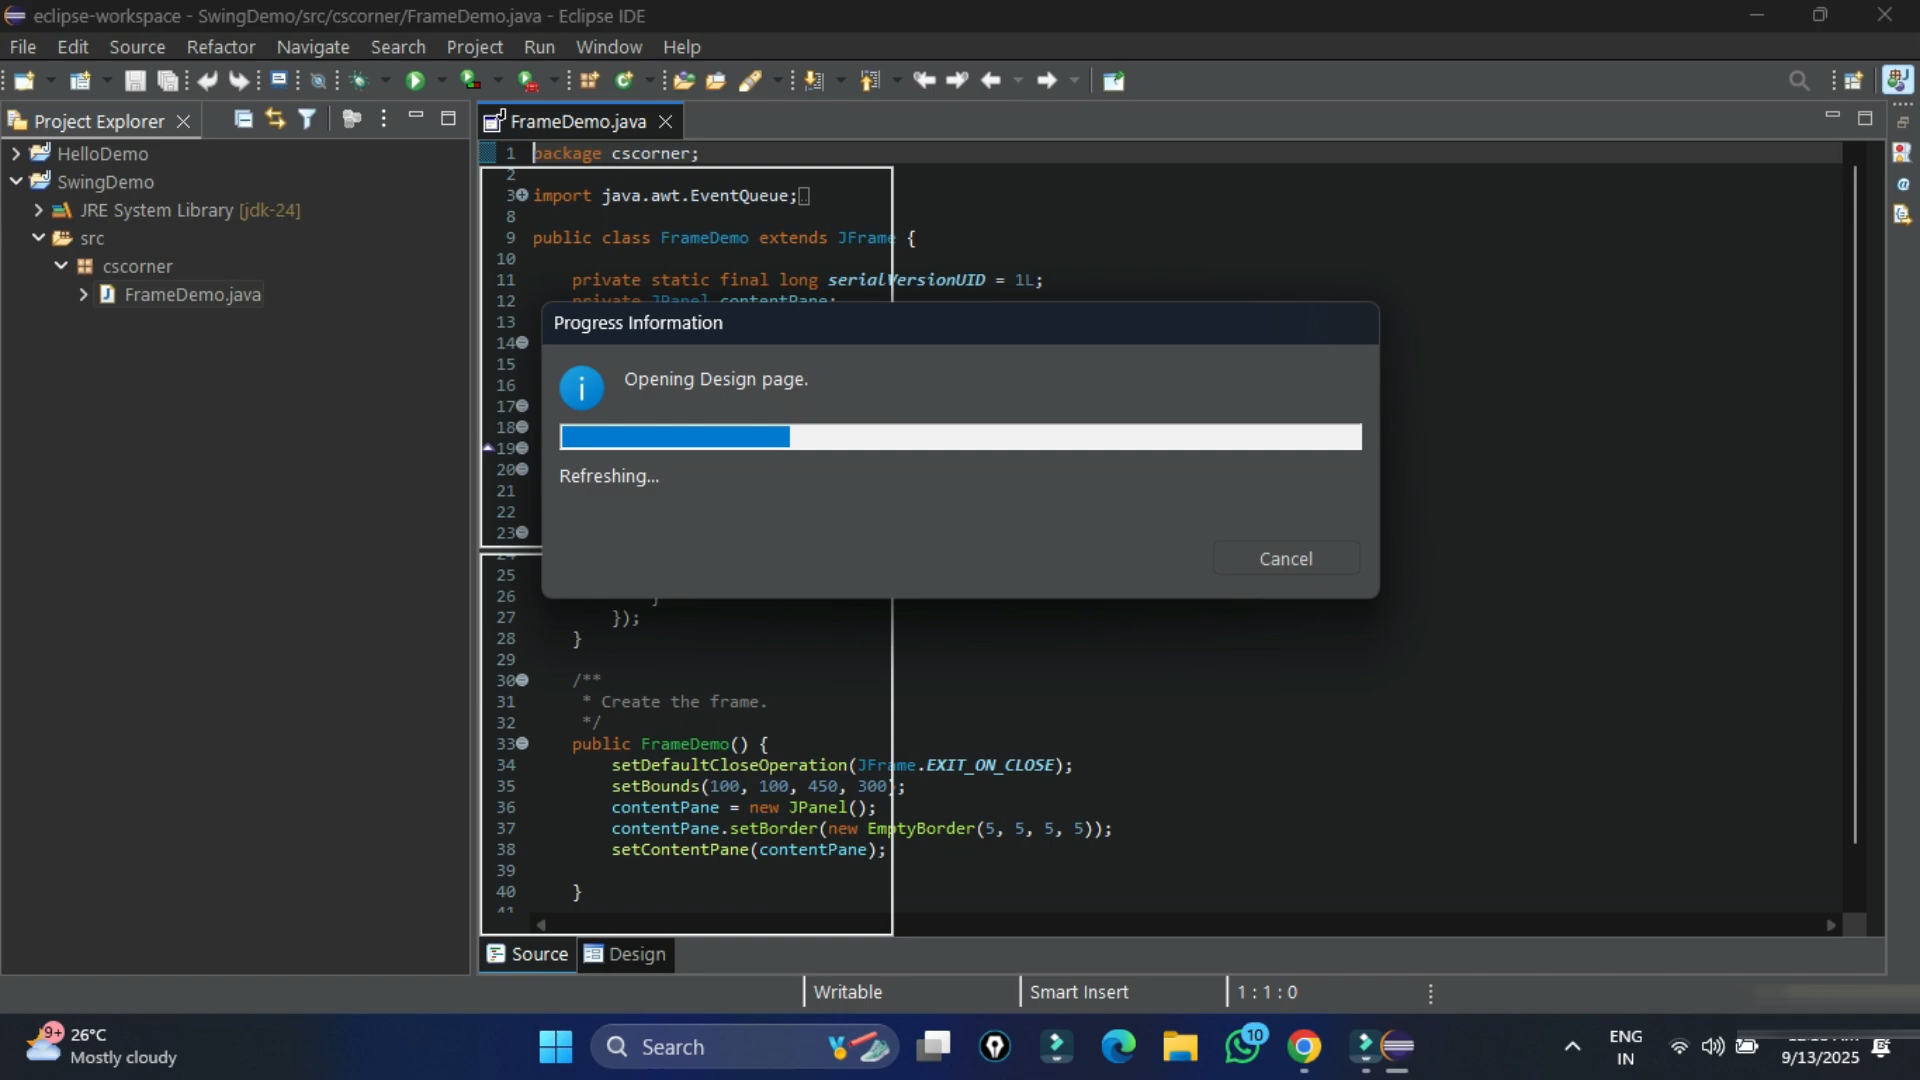 eclipse-workspace - SwingDemo/src/cscorner/FrameDemo.java - Eclipse IDE
File Edit Source Refactor Navigate Search Project Run Window Help
Project Explorer
FrameDemo.java
HelloDemo
SwingDemo
JRE System Library [jdk-24]
src
cscorner
FrameDemo.java
1 package cscorner;
2
3 import java.awt.EventQueue;
8
9 public class FrameDemo extends JFrame {
10
11 private static final long serialVersionUID = 1L;
12 private JPanel contentPane;
13
14
15
16
17
18
19
20
21
22
23
Progress Information
Opening Design page.
Refreshing...
Cancel
24
25
26 }
27 });
28 }
29
30 /**
31 * Create the frame.
32 */
33 public FrameDemo() {
34 setDefaultCloseOperation(JFrame.EXIT_ON_CLOSE);
35 setBounds(100, 100, 450, 300);
36 contentPane = new JPanel();
37 contentPane.setBorder(new EmptyBorder(5, 5, 5, 5));
38 setContentPane(contentPane);
39
40 }
41
Source Design
Writable Smart Insert 1 : 1 : 0
9+
26°C
Mostly cloudy
Search
10
ENG
IN
9/13/2025